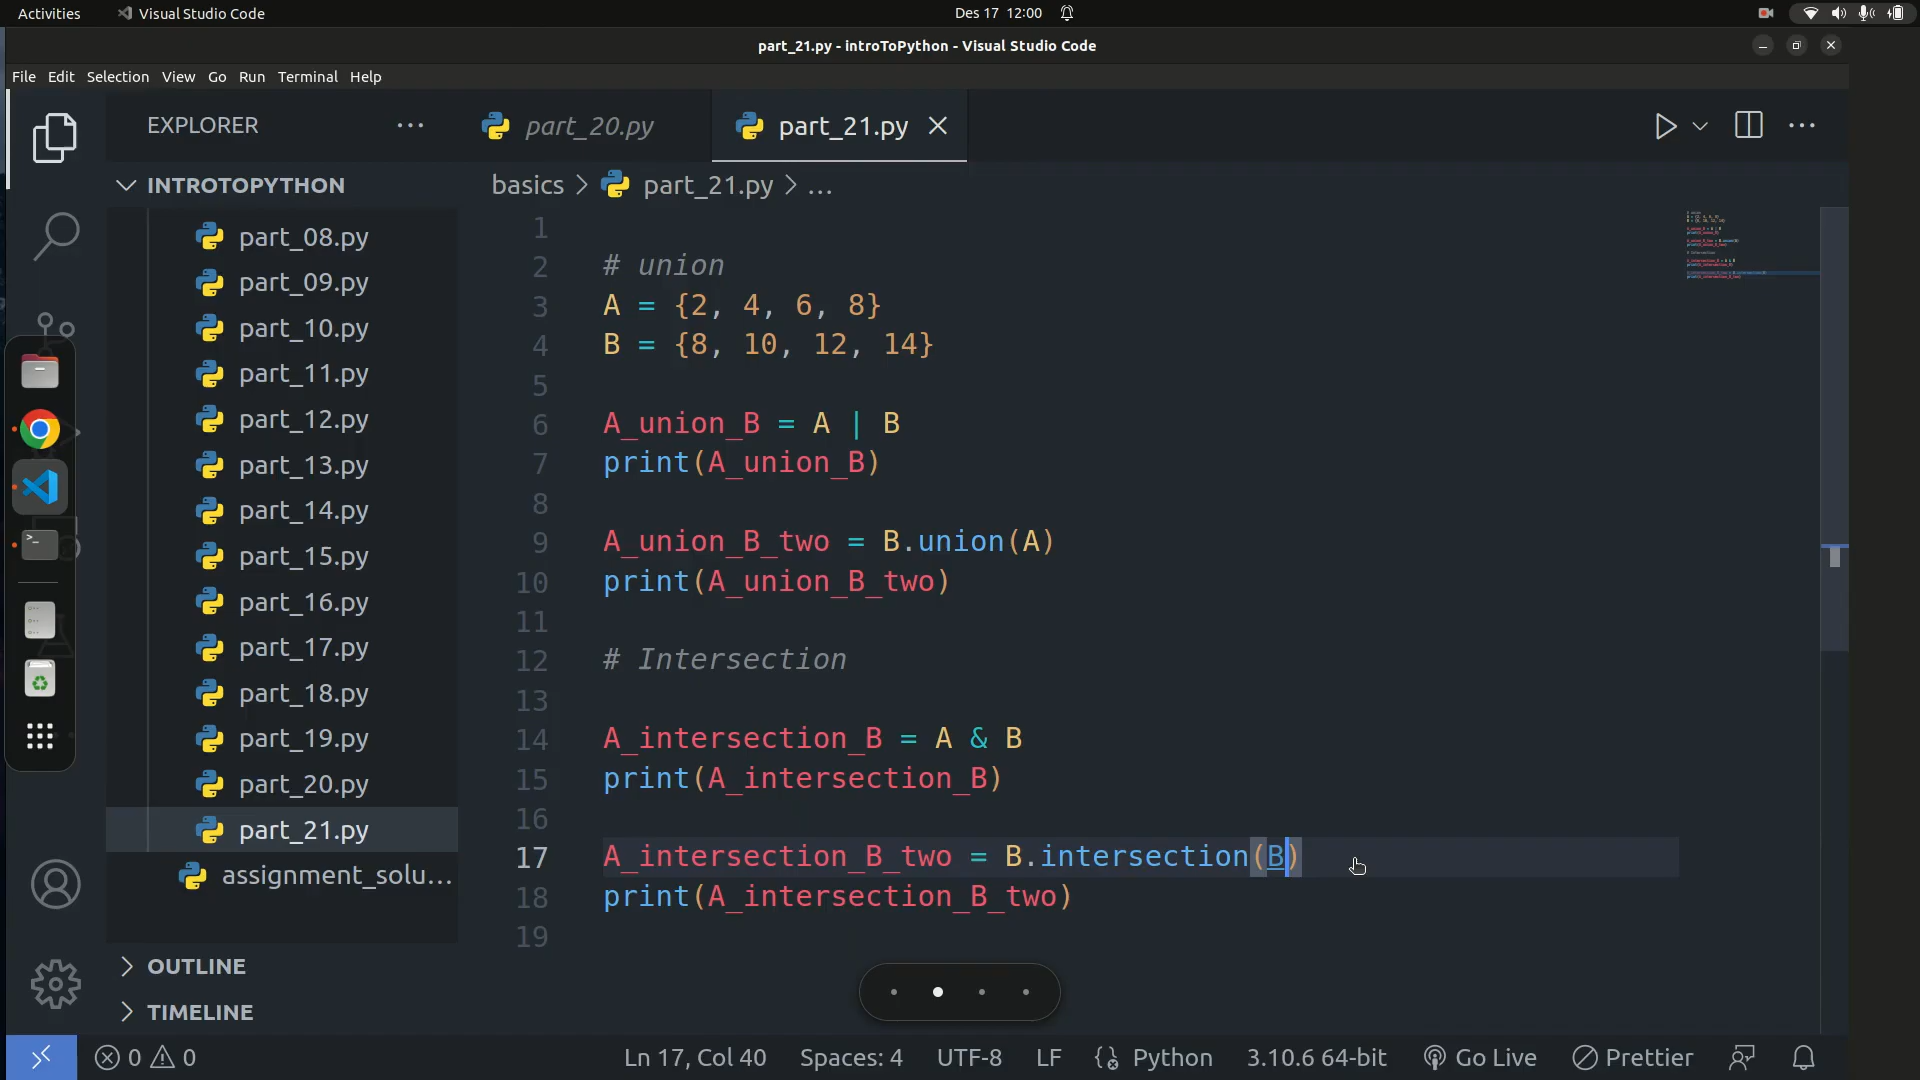 Activities
Visual Studio Code
Des 17 12:00
part_21.py - introToPython - Visual Studio Code
File Edit Selection View Go Run Terminal Help
EXPLORER
part_20.py
part_21.py
INTROTOPYTHON
basics > part_21.py > ...
part_08.py
part_09.py
part_10.py
part_11.py
part_12.py
part_13.py
part_14.py
part_15.py
part_16.py
part_17.py
part_18.py
part_19.py
part_20.py
part_21.py
assignment_solu...
OUTLINE
TIMELINE
1
2 # union
3 A = {2, 4, 6, 8}
4 B = {8, 10, 12, 14}
5
6 A_union_B = A | B
7 print(A_union_B)
8
9 A_union_B_two = B.union(A)
10 print(A_union_B_two)
11
12 # Intersection
13
14 A_intersection_B = A & B
15 print(A_intersection_B)
16
17 A_intersection_B_two = B.intersection(B)
18 print(A_intersection_B_two)
19
0 0
Ln 17, Col 40
Spaces: 4
UTF-8
LF
Python
3.10.6 64-bit
Go Live
Prettier